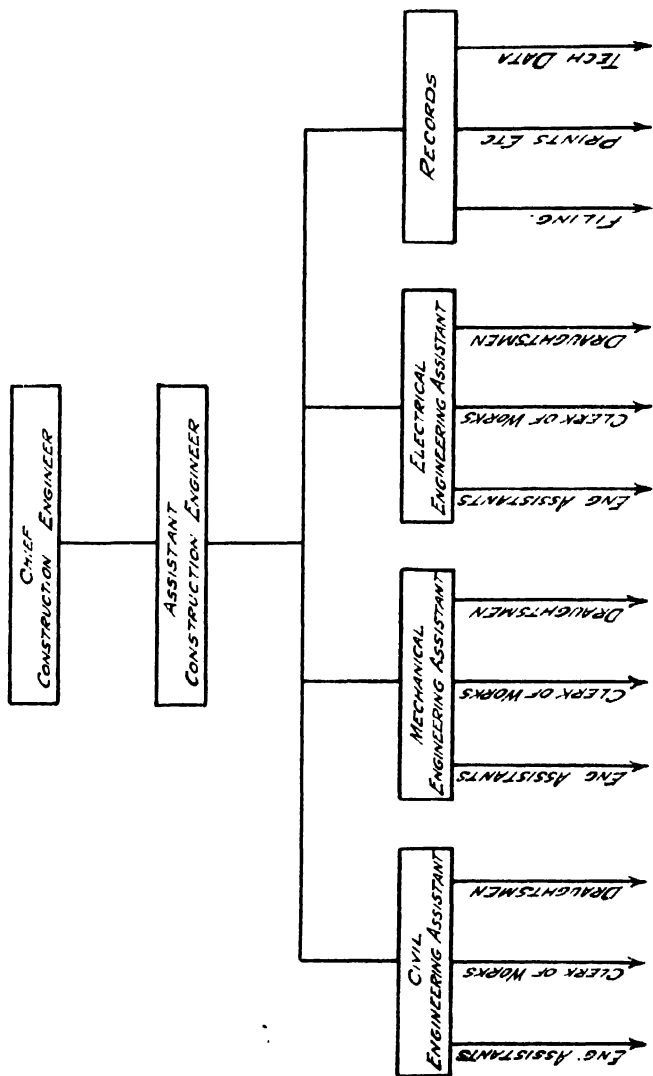 CHIEF
CONSTRUCTION ENGINEER
ASSISTANT
CONSTRUCTION ENGINEER
CIVIL
ENGINEERING ASSISTANT
MECHANICAL
ENGINEERING ASSISTANT
ELECTRICAL
ENGINEERING ASSISTANT
RECORDS
ENG. ASSISTANTS
CLERK OF WORKS
DRAUGHTSMEN
ENG ASSISTANTS
CLERK OF WORKS
DRAUGHTSMEN
ENG ASSISTANTS
CLERK OF WORKS
DRAUGHTSMEN
FILING.
PRINTS ETC
TECH DATA